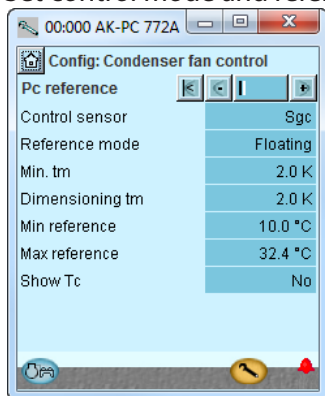 00:000 AK-PC 772A
Config: Condenser fan control
Pc reference
Control sensor Sgc
Reference mode Floating
Min. tm 2.0 K
Dimensioning tm 2.0 K
Min reference 10.0 °C
Max reference 32.4 °C
Show Tc No